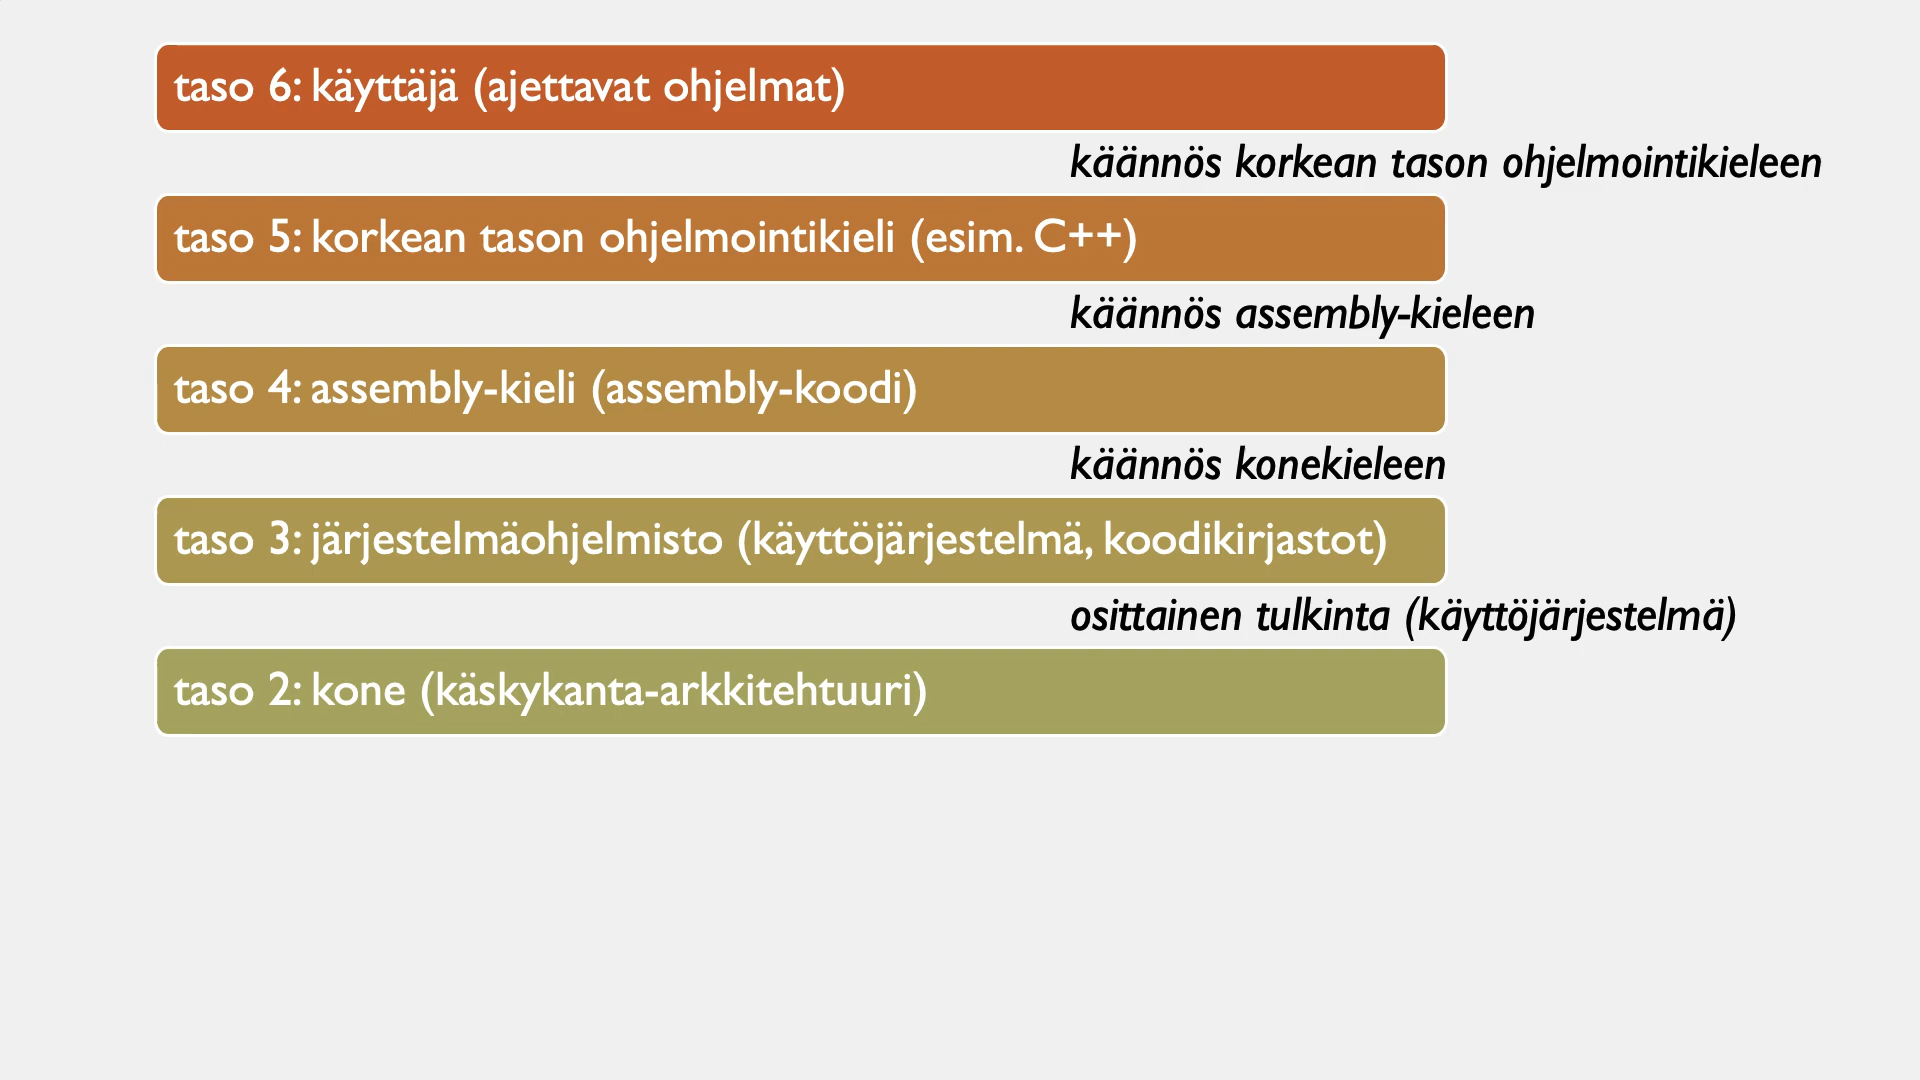 taso 6: käyttäjä (ajettavat ohjelmat)
käännös korkean tason ohjelmointikieleen
taso 5: korkean tason ohjelmointikieli (esim. C++)
käännös assembly-kieleen
taso 4: assembly-kieli (assembly-koodi)
käännös konekieleen
taso 3: järjestelmäohjelmisto (käyttöjärjestelmä, koodikirjastot)
osittainen tulkinta (käyttöjärjestelmä)
taso 2: kone (käskykanta-arkkitehtuuri)